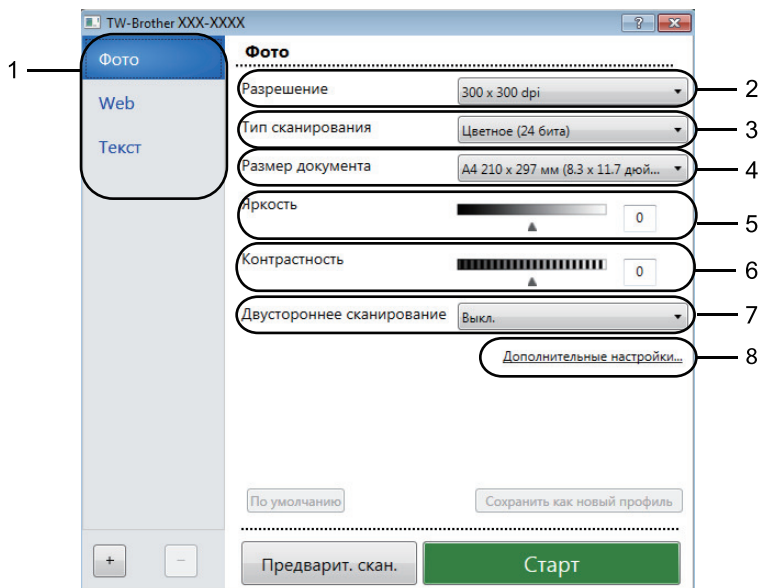 TW-Brother XXX-XXXX
?
1
Фото
Web
Текст
Фото
Разрешение 300 x 300 dpi 2
Тип сканирования Цветное (24 бита) 3
Размер документа A4 210 x 297 мм (8.3 x 11.7 дюй... 4
Яркость 0 5
Контрастность 0 6
Двустороннее сканирование Выкл. 7
Дополнительные настройки... 8
По умолчанию Сохранить как новый профиль
+ − Предварит. скан. Старт